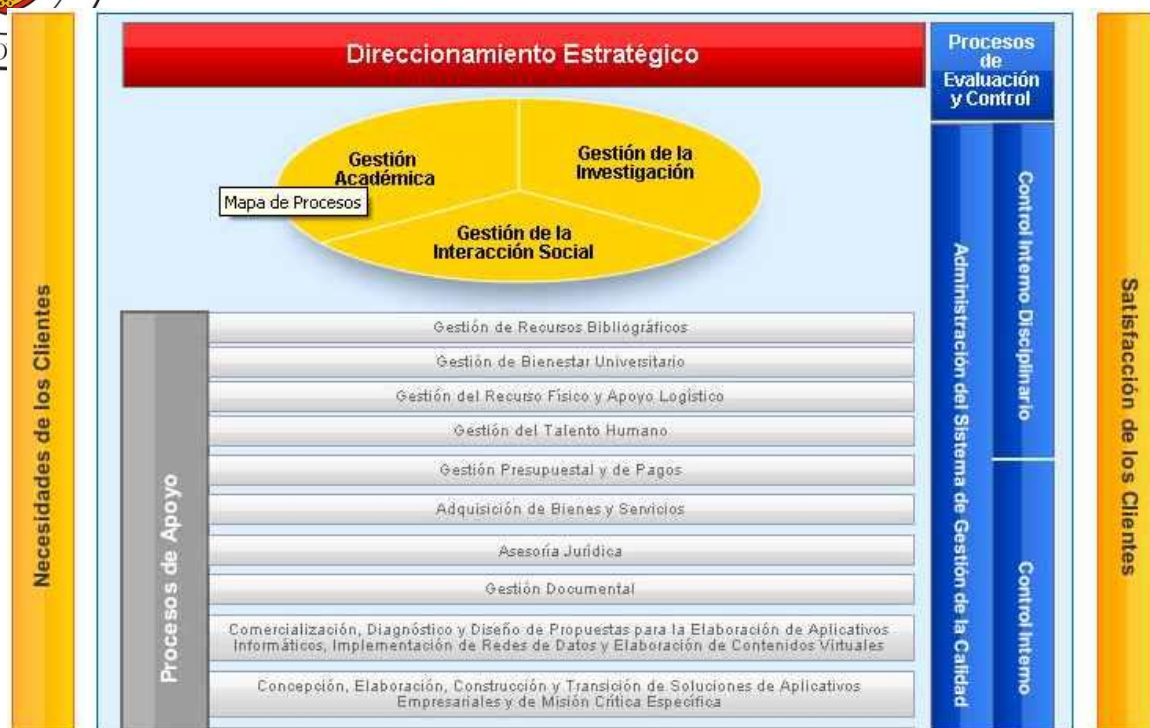 Necesidades de los Clientes
Direccionamiento Estratégico
Procesos
de
Evaluación
y Control
Gestión
Académica
Gestión de la
Investigación
Mapa de Procesos
Gestión de la
Interacción Social
Procesos de Apoyo
Gestión de Recursos Bibliográficos
Gestión de Bienestar Universitario
Gestión del Recurso Físico y Apoyo Logístico
Gestión del Talento Humano
Gestión Presupuestal y de Pagos
Adquisición de Bienes y Servicios
Asesoría Jurídica
Gestión Documental
Comercialización, Diagnóstico y Diseño de Propuestas para la Elaboración de Aplicativos
Informáticos, Implementación de Redes de Datos y Elaboración de Contenidos Virtuales
Concepción, Elaboración, Construcción y Transición de Soluciones de Aplicativos
Empresariales y de Misión Crítica Específica
Administración del Sistema de Gestión de la Calidad
Control Interno Disciplinario
Control Interno
Satisfacción de los Clientes